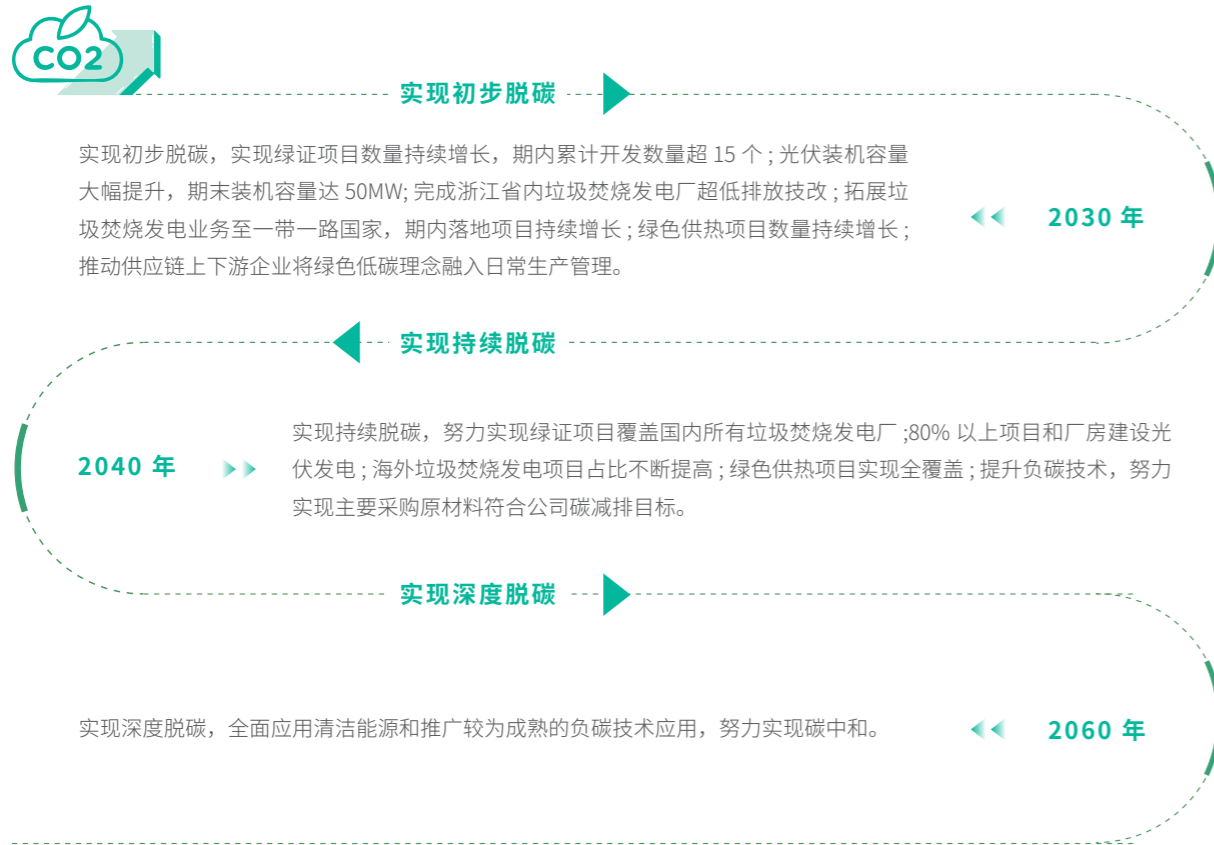 CO2
实现初步脱碳
实现初步脱碳，实现绿证项目数量持续增长，期内累计开发数量超 15 个 ; 光伏装机容量
大幅提升，期末装机容量达 50MW; 完成浙江省内垃圾焚烧发电厂超低排放技改 ; 拓展垃
圾焚烧发电业务至一带一路国家，期内落地项目持续增长 ; 绿色供热项目数量持续增长 ;
推动供应链上下游企业将绿色低碳理念融入日常生产管理。
2030 年
实现持续脱碳
2040 年
实现持续脱碳，努力实现绿证项目覆盖国内所有垃圾焚烧发电厂 ;80% 以上项目和厂房建设光
伏发电 ; 海外垃圾焚烧发电项目占比不断提高 ; 绿色供热项目实现全覆盖 ; 提升负碳技术，努力
实现主要采购原材料符合公司碳减排目标。
实现深度脱碳
实现深度脱碳，全面应用清洁能源和推广较为成熟的负碳技术应用，努力实现碳中和。
2060 年